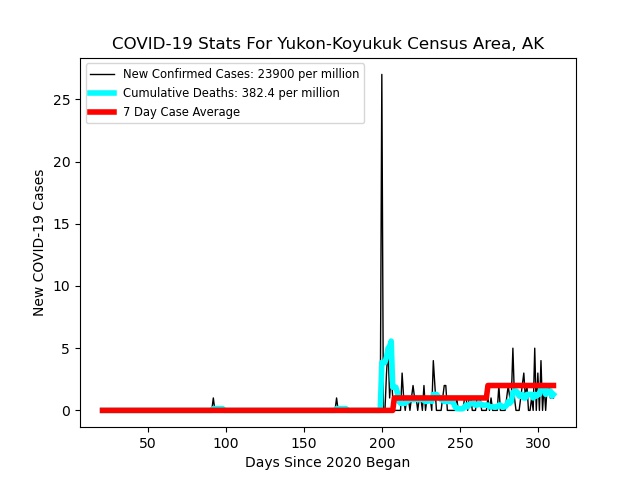 COVID-19 Stats For Yukon-Koyukuk Census Area, AK
New Confirmed Cases: 23900 per million
Cumulative Deaths: 382.4 per million
7 Day Case Average
New COVID-19 Cases
25
20
15
10
5
0
50 100 150 200 250 300
Days Since 2020 Began